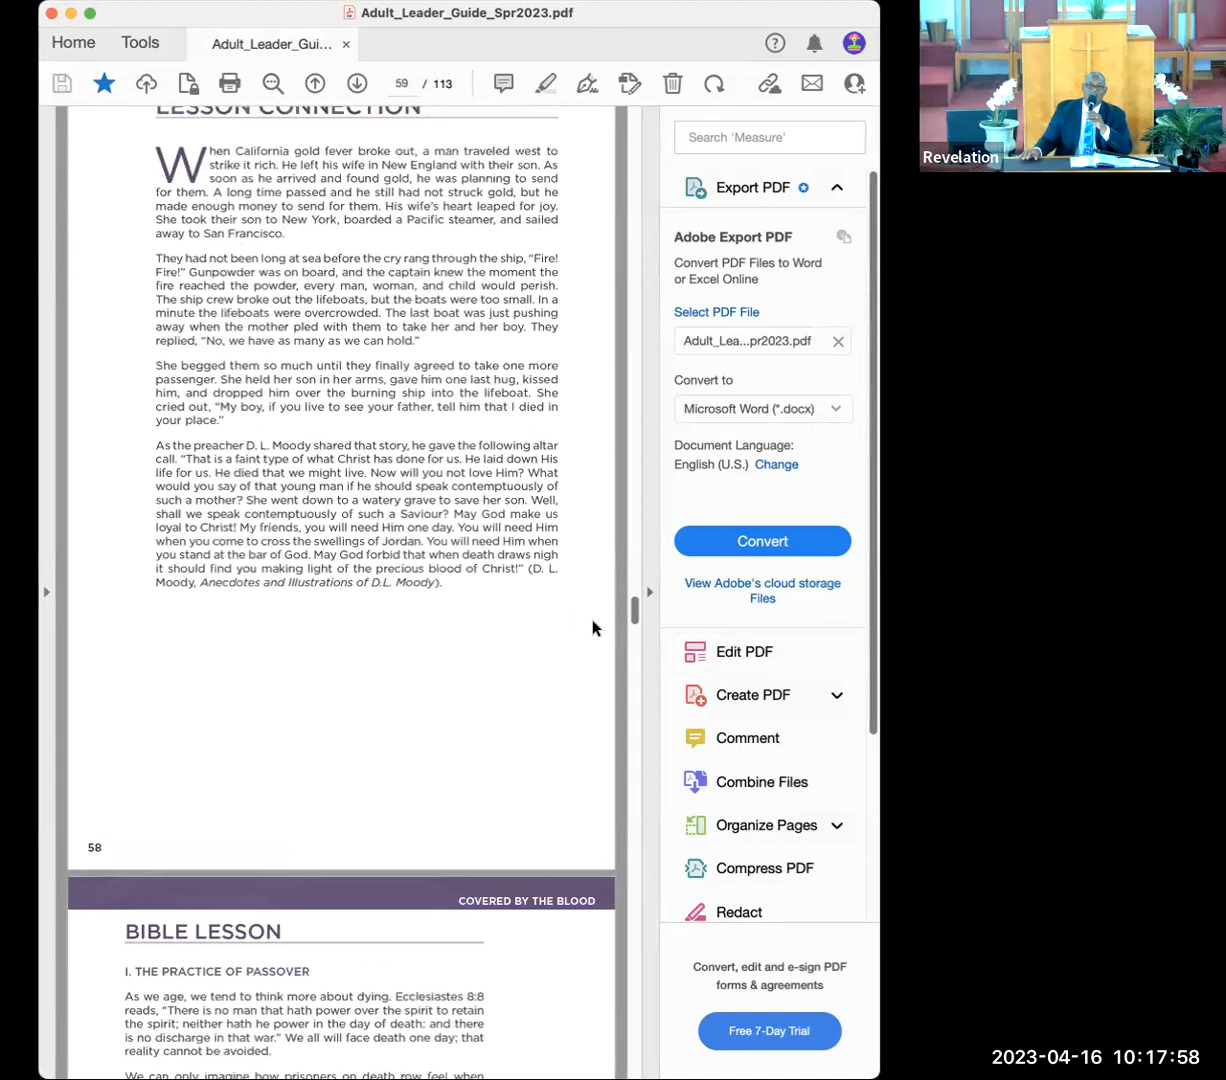 Adult_Leader_Guide_Spr2023.pdf
Home
Tools
Adult_Leader_Gui...
59 / 113
LESSON CONNECTION
When California gold fever broke out, a man traveled west to
strike it rich. He left his wife in New England with their son. As
soon as he arrived and found gold, he was planning to send
for them. A long time passed and he still had not struck gold, but he
made enough money to send for them. His wife's heart leaped for joy.
She took their son to New York, boarded a Pacific steamer, and sailed
away to San Francisco.
They had not been long at sea before the cry rang through the ship, "Fire!
Fire!" Gunpowder was on board, and the captain knew the moment the
fire reached the powder, every man, woman, and child would perish.
The ship crew broke out the lifeboats, but the boats were too small. In a
minute the lifeboats were overcrowded. The last boat was just pushing
away when the mother pled with them to take her and her boy. They
replied, "No, we have as many as we can hold."
She begged them so much until they finally agreed to take one more
passenger. She held her son in her arms, gave him one last hug, kissed
him, and dropped him over the burning ship into the lifeboat. She
cried out, "My boy, if you live to see your father, tell him that I died in
your place."
As the preacher D. L. Moody shared that story, he gave the following altar
call. "That is a faint type of what Christ has done for us. He laid down His
life for us. He died that we might live. Now will you not love Him? What
would you say of that young man if he should speak contemptuously of
such a mother? She went down to a watery grave to save her son. Well,
shall we speak contemptuously of such a Saviour? May God make us
loyal to Christ! My friends, you will need Him one day. You will need Him
when you come to cross the swellings of Jordan. You will need Him when
you stand at the bar of God. May God forbid that when death draws nigh
it should find you making light of the precious blood of Christ!" (D. L.
Moody, Anecdotes and Illustrations of D.L. Moody).
58
COVERED BY THE BLOOD
BIBLE LESSON
I. THE PRACTICE OF PASSOVER
As we age, we tend to think more about dying. Ecclesiastes 8:8
reads, "There is no man that hath power over the spirit to retain
the spirit; neither hath he power in the day of death: and there
is no discharge in that war." We all will face death one day; that
reality cannot be avoided.
We can only imagine how prisoners on death row feel when
Search 'Measure'
Export PDF
Adobe Export PDF
Convert PDF Files to Word
or Excel Online
Select PDF File
Adult_Lea...pr2023.pdf
Convert to
Microsoft Word (*.docx)
Document Language:
English (U.S.) Change
Convert
View Adobe's cloud storage
Files
Edit PDF
Create PDF
Comment
Combine Files
Organize Pages
Compress PDF
Redact
Convert, edit and e-sign PDF
forms & agreements
Free 7-Day Trial
Revelation
2023-04-16 10:17:58